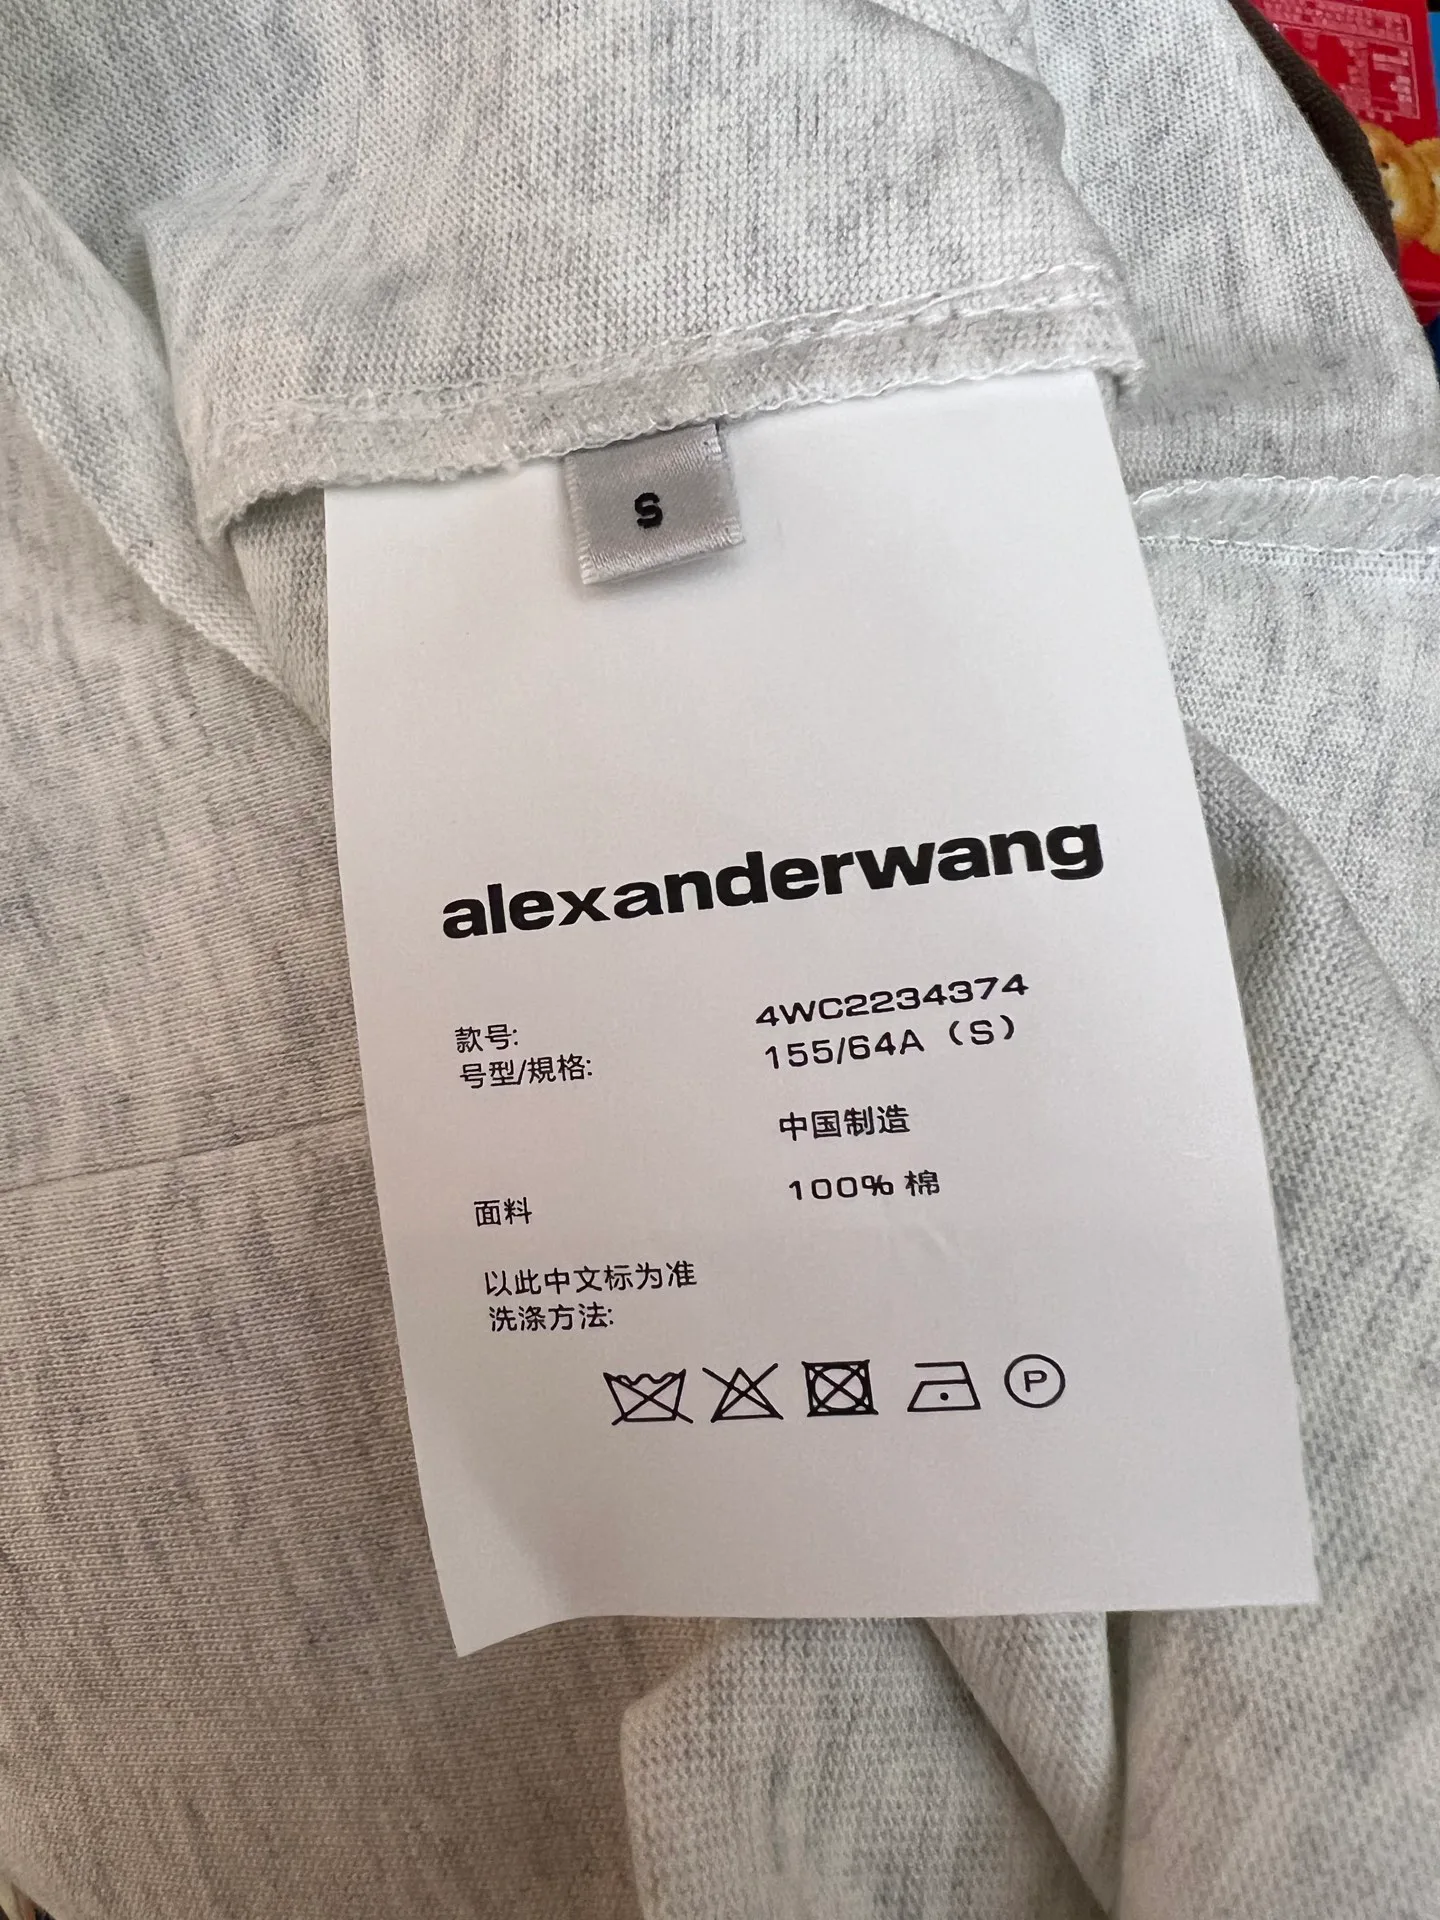 S
alexanderwang
款号: 4WC2234374
号型/規格: 155/64A（S）
中国制造
面料 100% 棉
以此中文标为准
洗涤方法:
P